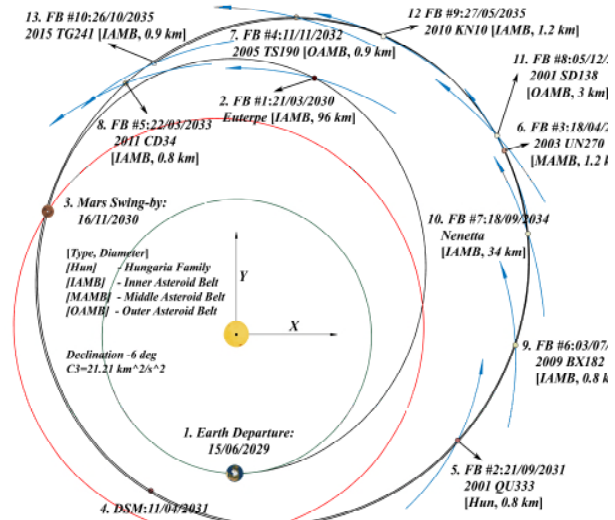 13. FB #10:26/10/2035
2015 TG241 [IAMB, 0.9 km]
7. FB #4:11/11/2032
2005 TS190 [OAMB, 0.9 km]
12 FB #9:27/05/2035
2010 KN10 [IAMB, 1.2 km]
11. FB #8:05/12/
2001 SD138
[OAMB, 3 km]
2. FB #1:21/03/2030
Euterpe [IAMB, 96 km]
8. FB #5:22/03/2033
2011 CD34
[IAMB, 0.8 km]
6. FB #3:18/04/2
2003 UN270
[MAMB, 1.2 k
3. Mars Swing-by:
16/11/2030
10. FB #7:18/09/2034
Nenetta
[IAMB, 34 km]
[Type, Diameter]
[Hun] - Hungaria Family
[IAMB] - Inner Asteroid Belt
[MAMB] - Middle Asteroid Belt
[OAMB] - Outer Asteroid Belt
Y
X
Declination -6 deg
C3=21.21 km^2/s^2
9. FB #6:03/07/
2009 BX182
[IAMB, 0.8 k
1. Earth Departure:
15/06/2029
5. FB #2:21/09/2031
2001 QU333
[Hun, 0.8 km]
4. DSM:11/04/2031